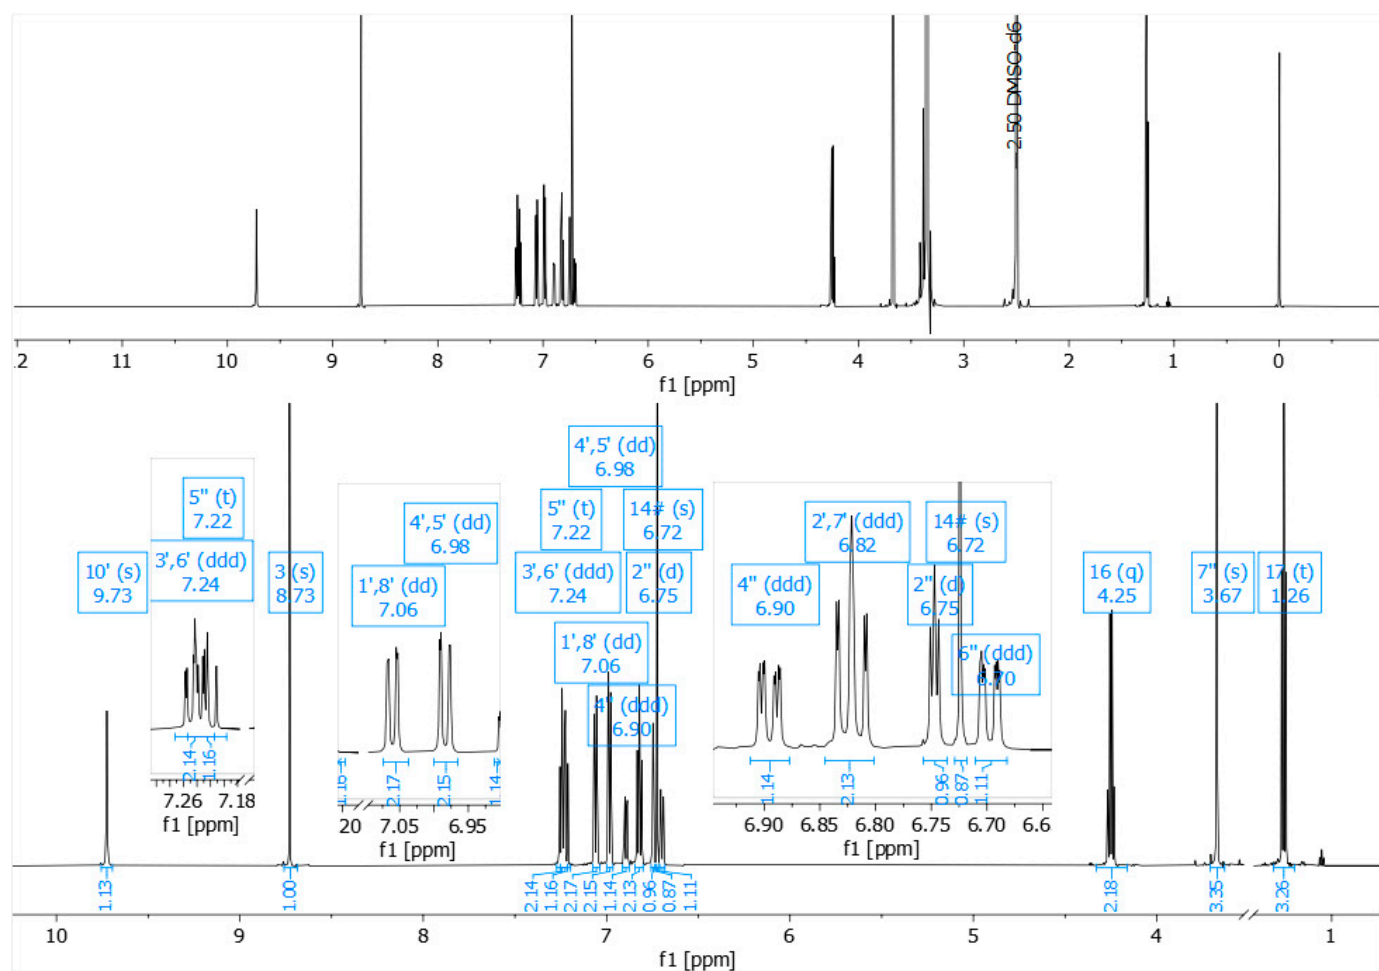 2.50 DMSO-d6
12 11 10 9 8 7 6 5 4 3 2 1 0
f1 [ppm]
4',5' (dd)
6.98
5" (t)
7.22
5" (t)
7.22
14# (s)
6.72
4',5' (dd)
6.98
2',7' (ddd)
6.82
14# (s)
6.72
10' (s)
9.73
3',6' (ddd)
7.24
3 (s)
8.73
1',8' (dd)
7.06
3',6' (ddd)
7.24
2" (d)
6.75
4" (ddd)
6.90
2" (d)
6.75
16 (q)
4.25
7" (s)
3.67
17 (t)
1.26
1',8' (dd)
7.06
4" (ddd)
6.90
6" (ddd)
6.70
2.14
1.16
7.26 7.18
f1 [ppm]
1.16
2.17
2.15
1.14
20 7.05 6.95
f1 [ppm]
1.14
2.13
0.96
0.87
1.11
6.90 6.85 6.80 6.75 6.70 6.6
f1 [ppm]
1.13
1.00
2.14
1.16
2.17
2.15
1.14
2.13
0.96
0.87
1.11
2.18
3.35
3.26
10 9 8 7 6 5 4 1
f1 [ppm]